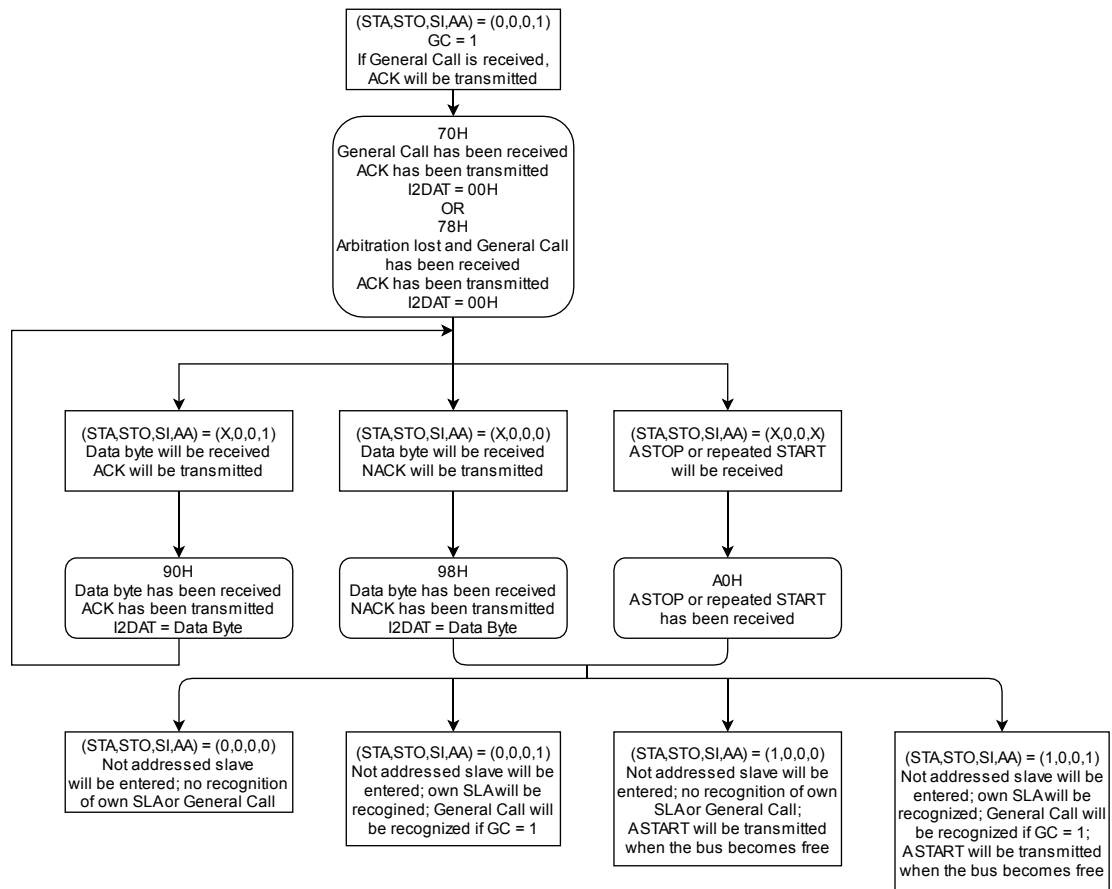 (STA,STO,SI,AA) = (0,0,0,1)
GC = 1
If General Call is received,
ACK will be transmitted
70H
General Call has been received
ACK has been transmitted
I2DAT = 00H
OR
78H
Arbitration lost and General Call
has been received
ACK has been transmitted
I2DAT = 00H
(STA,STO,SI,AA) = (X,0,0,1)
Data byte will be received
ACK will be transmitted
(STA,STO,SI,AA) = (X,0,0,0)
Data byte will be received
NACK will be transmitted
(STA,STO,SI,AA) = (X,0,0,X)
ASTOP or repeated START
will be received
90H
Data byte has been received
ACK has been transmitted
I2DAT = Data Byte
98H
Data byte has been received
NACK has been transmitted
I2DAT = Data Byte
A0H
ASTOP or repeated START
has been received
(STA,STO,SI,AA) = (0,0,0,0)
Not addressed slave
will be entered; no recognition
of own SLA or General Call
(STA,STO,SI,AA) = (0,0,0,1)
Not addressed slave will be
entered; own SLA will be
recogined; General Call will
be recognized if GC = 1
(STA,STO,SI,AA) = (1,0,0,0)
Not addressed slave will be
entered; no recognition of own
SLA or General Call;
ASTART will be transmitted
when the bus becomes free
(STA,STO,SI,AA) = (1,0,0,1)
Not addressed slave will be
entered; own SLA will be
recognized; General Call will
be recognized if GC = 1;
ASTART will be transmitted
when the bus becomes free